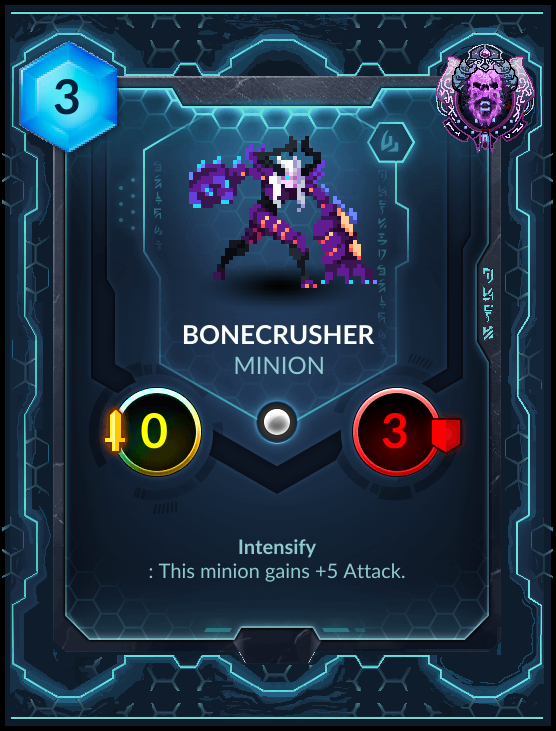 3
BONECRUSHER
MINION
0
3
Intensify
: This minion gains +5 Attack.